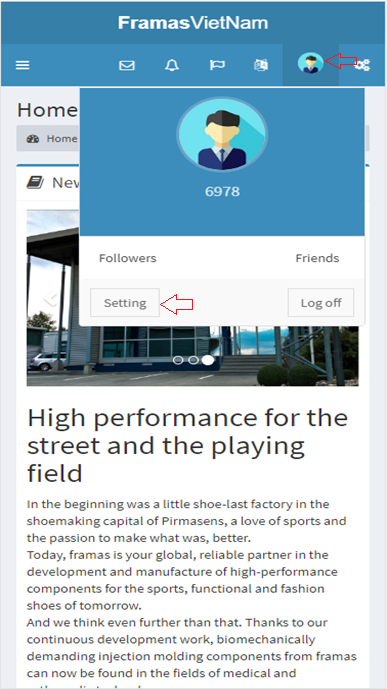 FramasVietNam
Home
Home
6978
Followers Friends
Setting Log off
New
High performance for the
street and the playing
field
In the beginning was a little shoe-last factory in the
shoemaking capital of Pirmasens, a love of sports and
the passion to make what was, better.
Today, framas is your global, reliable partner in the
development and manufacture of high-performance
components for the sports, functional and fashion
shoes of tomorrow.
And we think even further than that. Thanks to our
continuous development work, biomechanically
demanding injection molding components from framas
can now be found in the fields of medical and